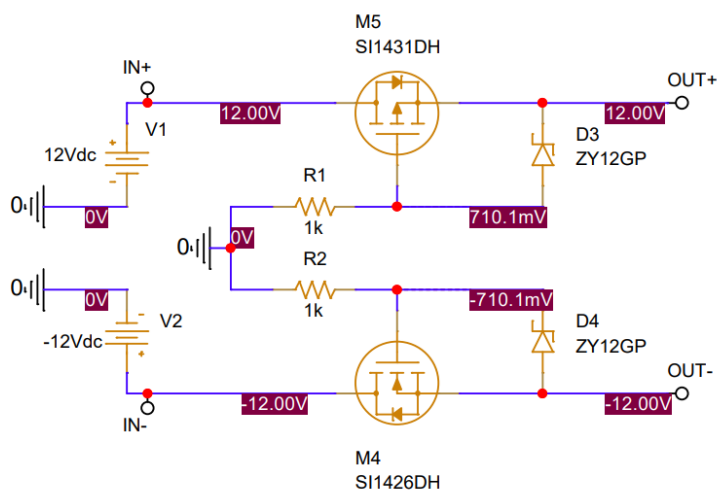 M5
SI1431DH
IN+
OUT+
12.00V
12.00V
+
V1
12Vdc
-
D3
ZY12GP
R1
1k
0
0V
710.1mV
0
0V
R2
1k
0
0V
-710.1mV
-
V2
-12Vdc
+
D4
ZY12GP
OUT-
-12.00V
-12.00V
IN-
M4
SI1426DH